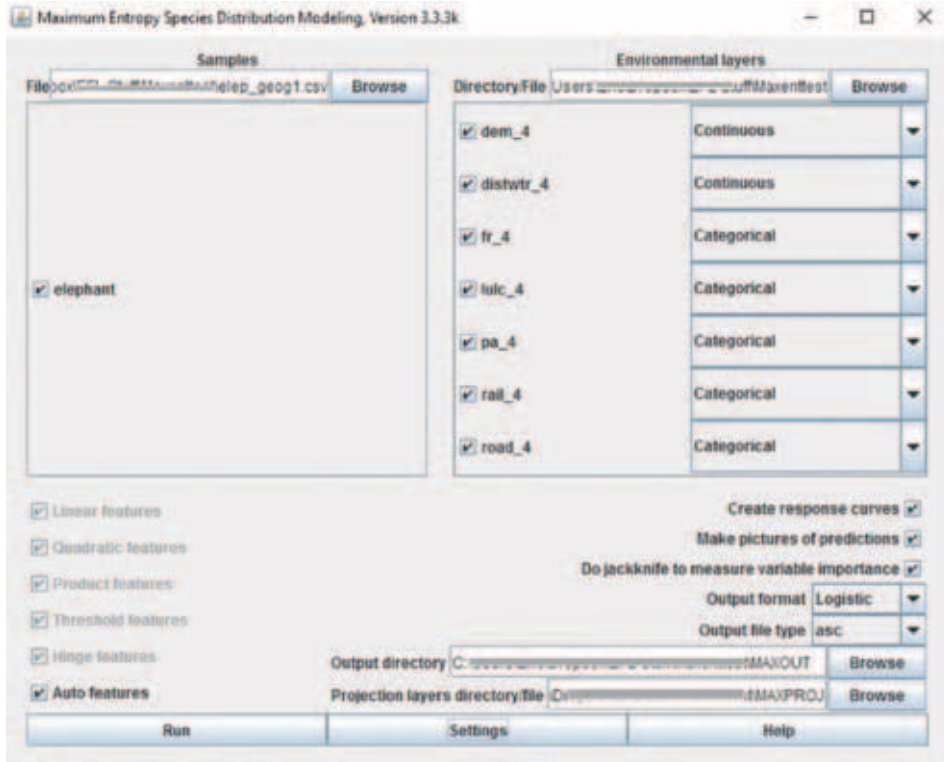 Maximum Entropy Species Distribution Modeling, Version 3.3.3k
Samples
File elep_geog1.csv Browse
elephant
Environmental layers
Directory/File Users Maxenttest Browse
dem_4 Continuous
distwtr_4 Continuous
fr_4 Categorical
lulc_4 Categorical
pa_4 Categorical
rail_4 Categorical
road_4 Categorical
Linear features
Quadratic features
Product features
Threshold features
Hinge features
Auto features
Create response curves
Make pictures of predictions
Do jackknife to measure variable importance
Output format Logistic
Output file type asc
Output directory C: MAXOUT Browse
Projection layers directory/file MAXPROJ Browse
Run Settings Help